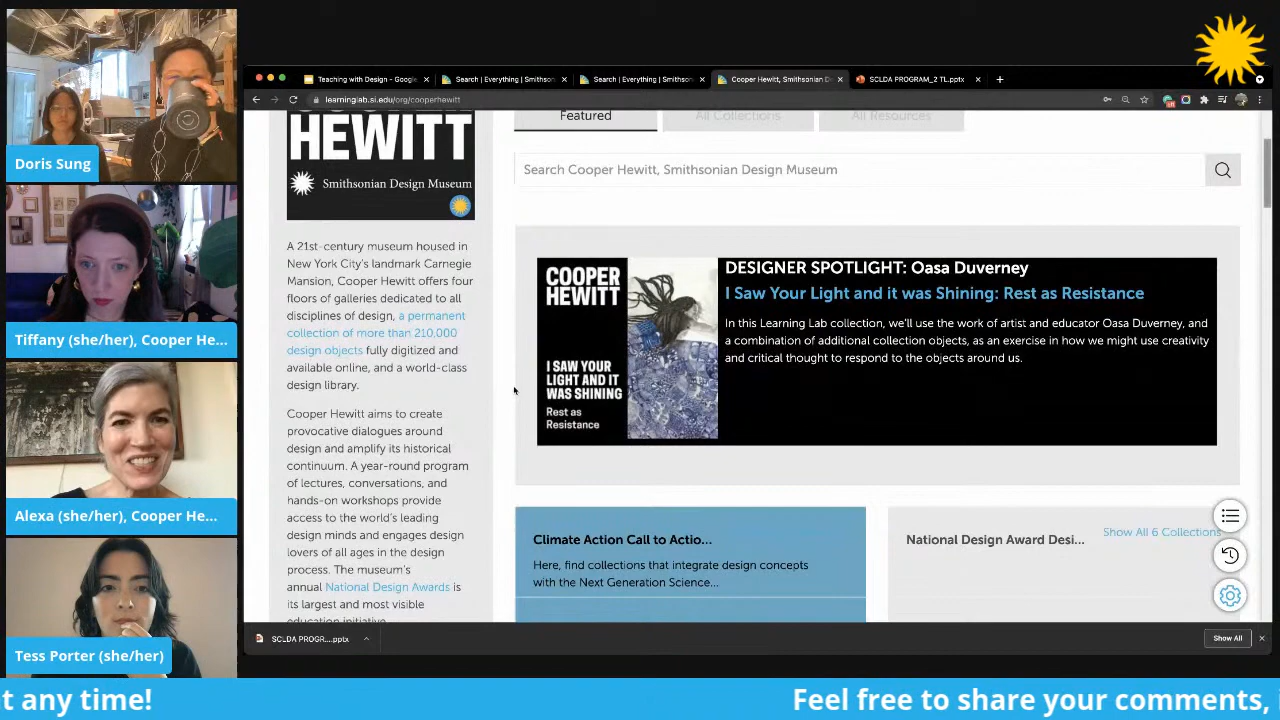 Doris Sung
Tiffany (she/her), Cooper He...
Alexa (she/her), Cooper He...
Tess Porter (she/her)
Teaching with Design - Google
Search | Everything | Smithson
Search | Everything | Smithson
Cooper Hewitt, Smithsonian De
SCLDA PROGRAM_2 TL.pptx
learninglab.si.edu/org/cooperhewitt
HEWITT
Smithsonian Design Museum
A 21st-century museum housed in
New York City's landmark Carnegie
Mansion, Cooper Hewitt offers four
floors of galleries dedicated to all
disciplines of design, a permanent
collection of more than 210,000
design objects fully digitized and
available online, and a world-class
design library.
Cooper Hewitt aims to create
provocative dialogues around
design and amplify its historical
continuum. A year-round program
of lectures, conversations, and
hands-on workshops provide
access to the world's leading
design minds and engages design
lovers of all ages in the design
process. The museum's
annual National Design Awards is
its largest and most visible
education initiative.
Featured
All Collections
All Resources
Search Cooper Hewitt, Smithsonian Design Museum
COOPER
HEWITT
I SAW YOUR
LIGHT AND IT
WAS SHINING
Rest as
Resistance
DESIGNER SPOTLIGHT: Oasa Duverney
I Saw Your Light and it was Shining: Rest as Resistance
In this Learning Lab collection, we'll use the work of artist and educator Oasa Duverney, and
a combination of additional collection objects, as an exercise in how we might use creativity
and critical thought to respond to the objects around us.
Show All 6 Collections
Climate Action Call to Actio...
Here, find collections that integrate design concepts
with the Next Generation Science...
National Design Award Desi...
SCLDA PROGR....pptx
Show All
t any time!
Feel free to share your comments,